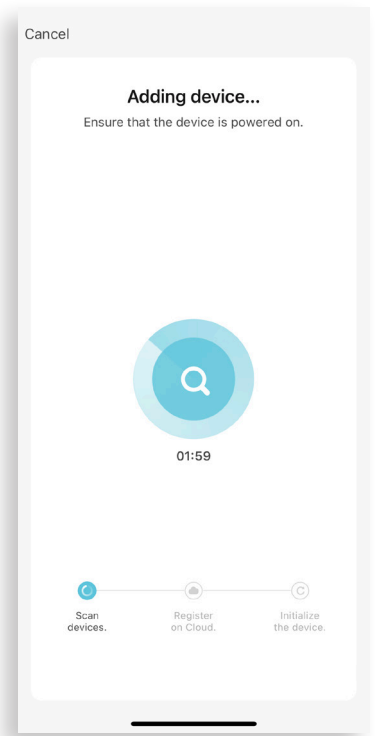 Cancel
Adding device...
Ensure that the device is powered on.
01:59
Scan
devices.
Register
on Cloud.
Initialize
the device.